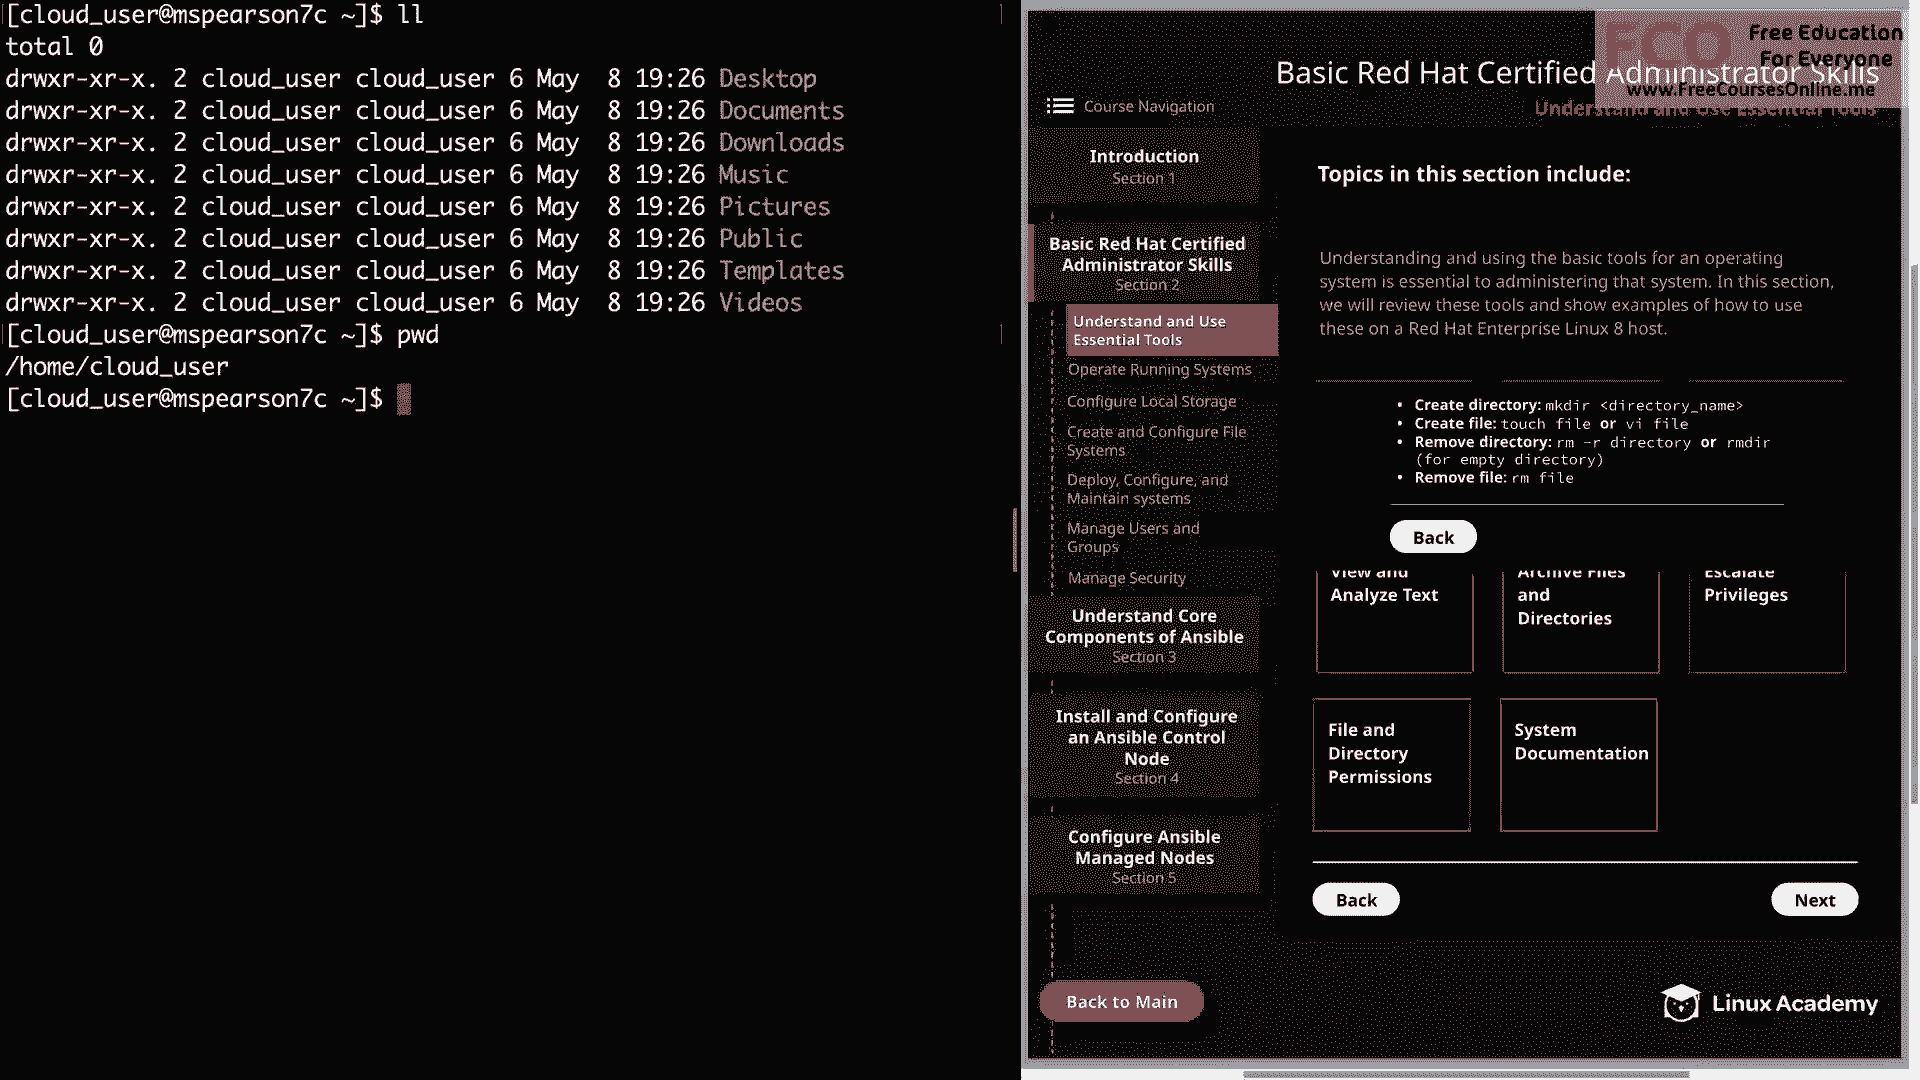 [cloud_user@mspearson7c ~]$ ll
total 0
drwxr-xr-x. 2 cloud_user cloud_user 6 May  8 19:26 Desktop
drwxr-xr-x. 2 cloud_user cloud_user 6 May  8 19:26 Documents
drwxr-xr-x. 2 cloud_user cloud_user 6 May  8 19:26 Downloads
drwxr-xr-x. 2 cloud_user cloud_user 6 May  8 19:26 Music
drwxr-xr-x. 2 cloud_user cloud_user 6 May  8 19:26 Pictures
drwxr-xr-x. 2 cloud_user cloud_user 6 May  8 19:26 Public
drwxr-xr-x. 2 cloud_user cloud_user 6 May  8 19:26 Templates
drwxr-xr-x. 2 cloud_user cloud_user 6 May  8 19:26 Videos
[cloud_user@mspearson7c ~]$ pwd
/home/cloud_user
[cloud_user@mspearson7c ~]$
FCO
Free Education
For Everyone
www.FreeCoursesOnline.me
Basic Red Hat Certified Administrator Skills
Understand and Use Essential Tools
Course Navigation
Introduction
Section 1
Basic Red Hat Certified
Administrator Skills
Section 2
Understand and Use
Essential Tools
Operate Running Systems
Configure Local Storage
Create and Configure File
Systems
Deploy, Configure, and
Maintain systems
Manage Users and
Groups
Manage Security
Understand Core
Components of Ansible
Section 3
Install and Configure
an Ansible Control
Node
Section 4
Configure Ansible
Managed Nodes
Section 5
Back to Main
Topics in this section include:
Understanding and using the basic tools for an operating
system is essential to administering that system. In this section,
we will review these tools and show examples of how to use
these on a Red Hat Enterprise Linux 8 host.
• Create directory: mkdir <directory_name>
• Create file: touch file or vi file
• Remove directory: rm -r directory or rmdir
(for empty directory)
• Remove file: rm file
Back
View and
Analyze Text
Archive Files
and
Directories
Escalate
Privileges
File and
Directory
Permissions
System
Documentation
Back
Next
Linux Academy